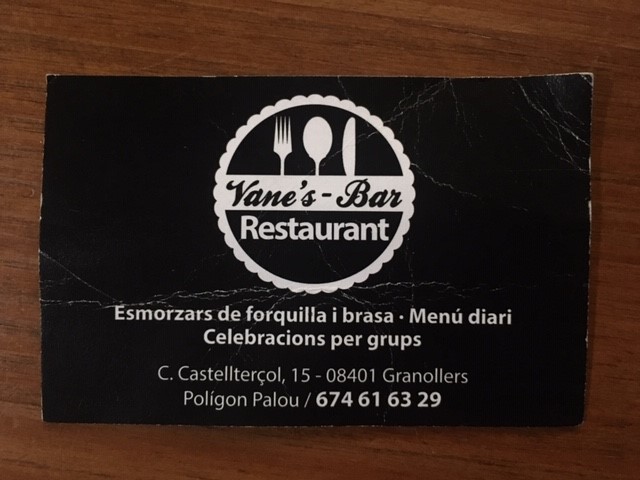 Vane's - Bar
Restaurant
Esmorzars de forquilla i brasa · Menú diari
Celebracions per grups
C. Castellterçol, 15 - 08401 Granollers
Polígon Palou / 674 61 63 29